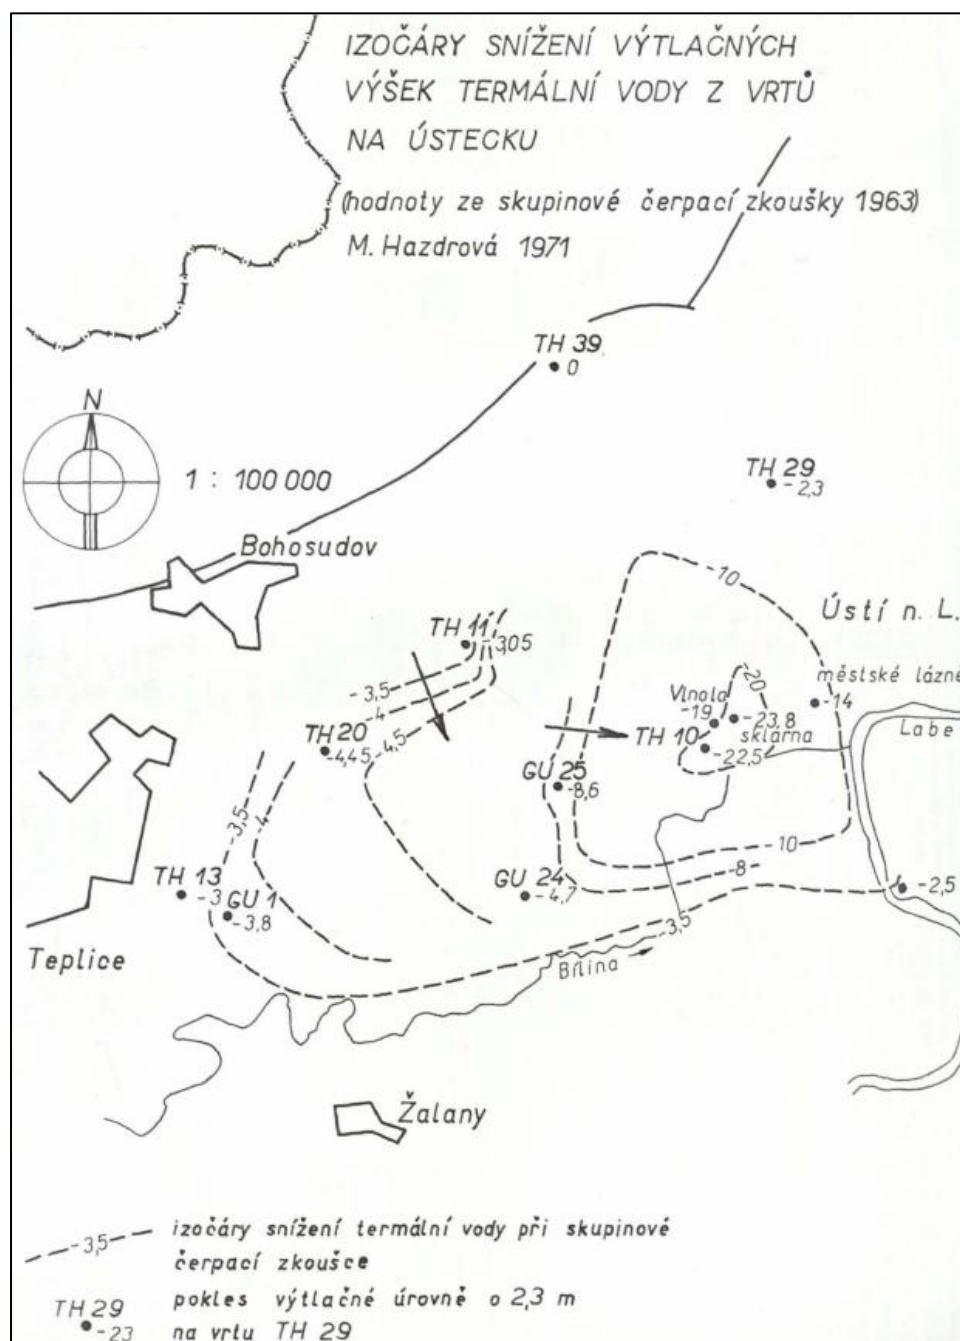 IZOČÁRY SNÍŽENÍ VÝTLAČNÝCH
VÝŠEK TERMÁLNÍ VODY Z VRTŮ
NA ÚSTECKU
(hodnoty ze skupinové čerpací zkoušky 1963)
M. Hazdrová 1971
TH 39
0
N
1 : 100 000
TH 29
-2,3
Bohosudov
-10
Ústí n. L.
TH 11
-3,05
městské lázně
-14
-3,5
-4
-4,5
-20
Vlnola
-19
-23,8
sklárna
Labe
TH 20
-4,45
TH 10
-22,5
GU 25
-8,6
-3,5
-4
-10
-8
TH 13
-3
GU 1
-3,8
GU 24
-4,7
-2,5
-3,5
Teplice
Bílina
Žalany
-3,5
izočáry snížení termální vody při skupinové
čerpací zkoušce
TH 29
-23
pokles výtlačné úrovně o 2,3 m
na vrtu TH 29